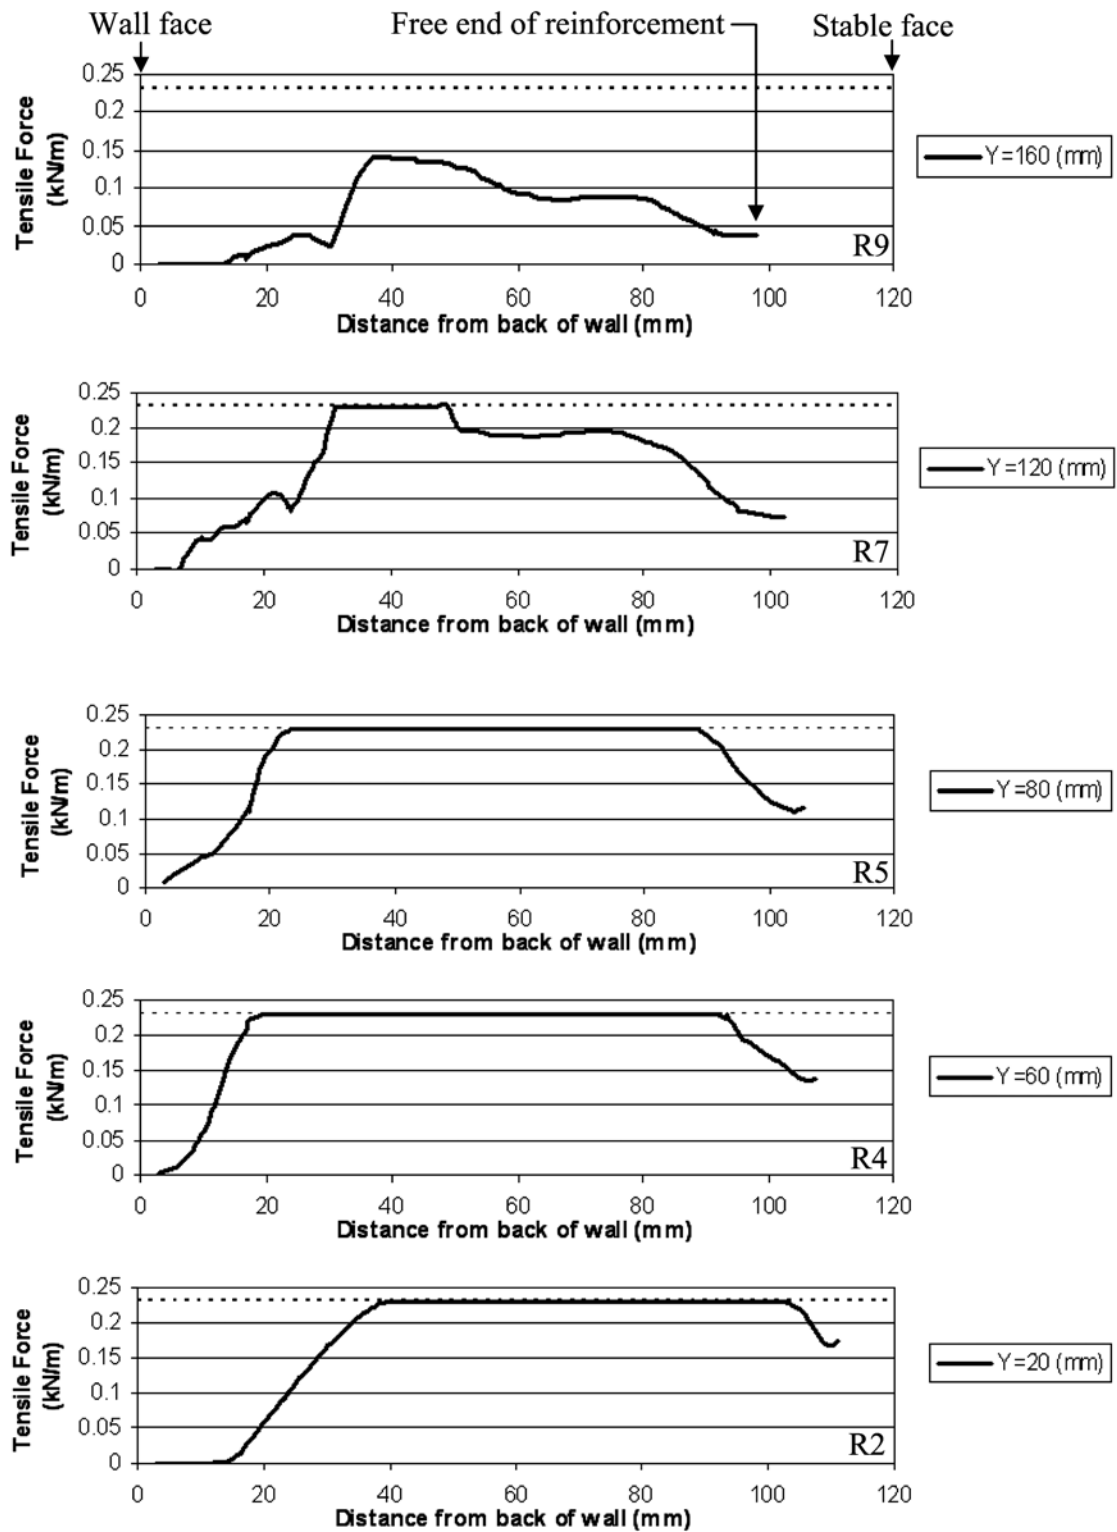 Wall face
Free end of reinforcement
Stable face
Tensile Force
(kN/m)
0.25
0.2
0.15
0.1
0.05
0
0 20 40 60 80 100 120
Distance from back of wall (mm)
Y=160 (mm)
R9
Tensile Force
(kN/m)
0.25
0.2
0.15
0.1
0.05
0
0 20 40 60 80 100 120
Distance from back of wall (mm)
Y=120 (mm)
R7
Tensile Force
(kN/m)
0.25
0.2
0.15
0.1
0.05
0
0 20 40 60 80 100 120
Distance from back of wall (mm)
Y=80 (mm)
R5
Tensile Force
(kN/m)
0.25
0.2
0.15
0.1
0.05
0
0 20 40 60 80 100 120
Distance from back of wall (mm)
Y=60 (mm)
R4
Tensile Force
(kN/m)
0.25
0.2
0.15
0.1
0.05
0
0 20 40 60 80 100 120
Distance from back of wall (mm)
Y=20 (mm)
R2